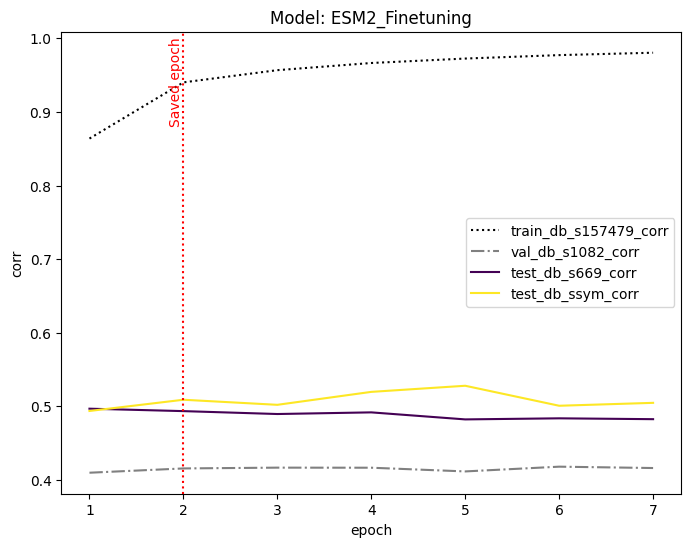 Model: ESM2_Finetuning
1.0
0.9
0.8
0.7
0.6
0.5
0.4
corr
Saved epoch
train_db_s157479_corr
val_db_s1082_corr
test_db_s669_corr
test_db_ssym_corr
1 2 3 4 5 6 7
epoch